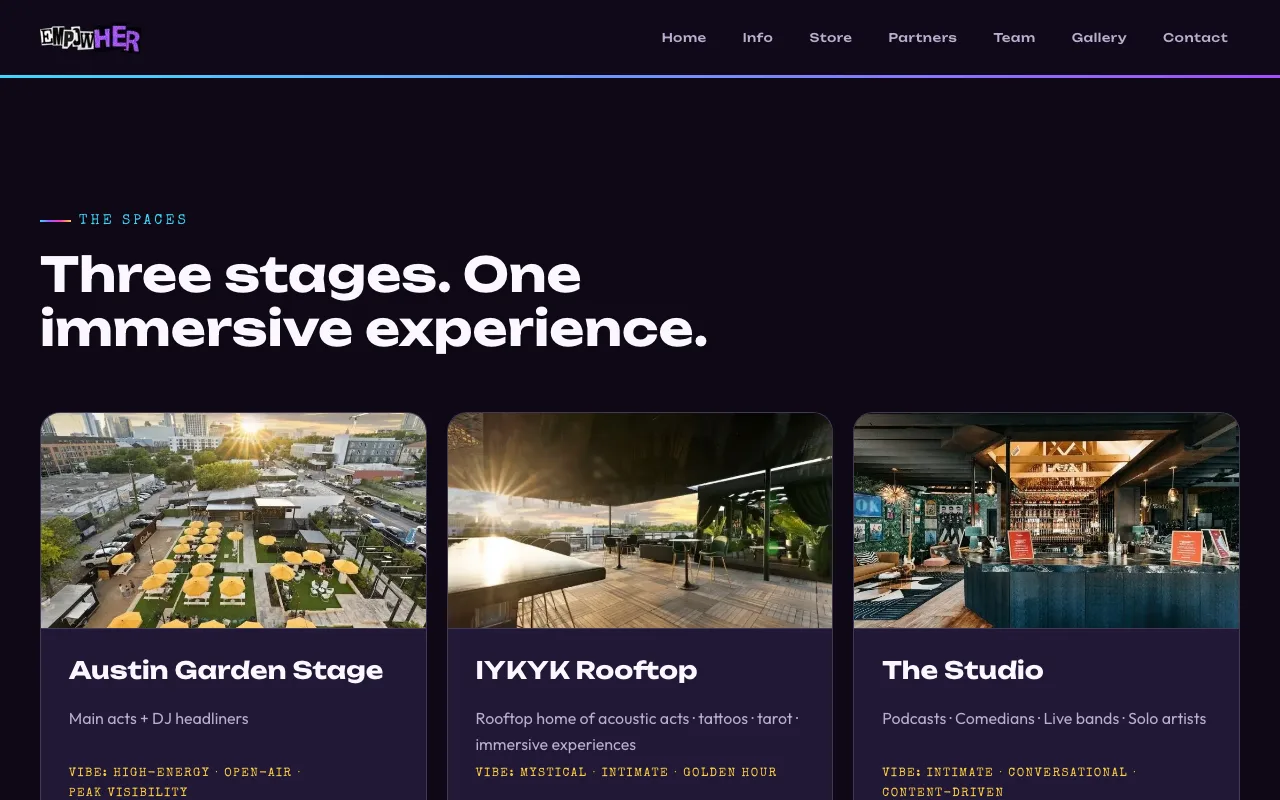 EMPOWHER
Home
Info
Store
Partners
Team
Gallery
Contact
THE SPACES
Three stages. One
immersive experience.
Austin Garden Stage
Main acts + DJ headliners
VIBE: HIGH-ENERGY · OPEN-AIR ·
PEAK VISIBILITY
IYKYK Rooftop
Rooftop home of acoustic acts · tattoos · tarot ·
immersive experiences
VIBE: MYSTICAL · INTIMATE · GOLDEN HOUR
The Studio
Podcasts · Comedians · Live bands · Solo artists
VIBE: INTIMATE · CONVERSATIONAL ·
CONTENT-DRIVEN